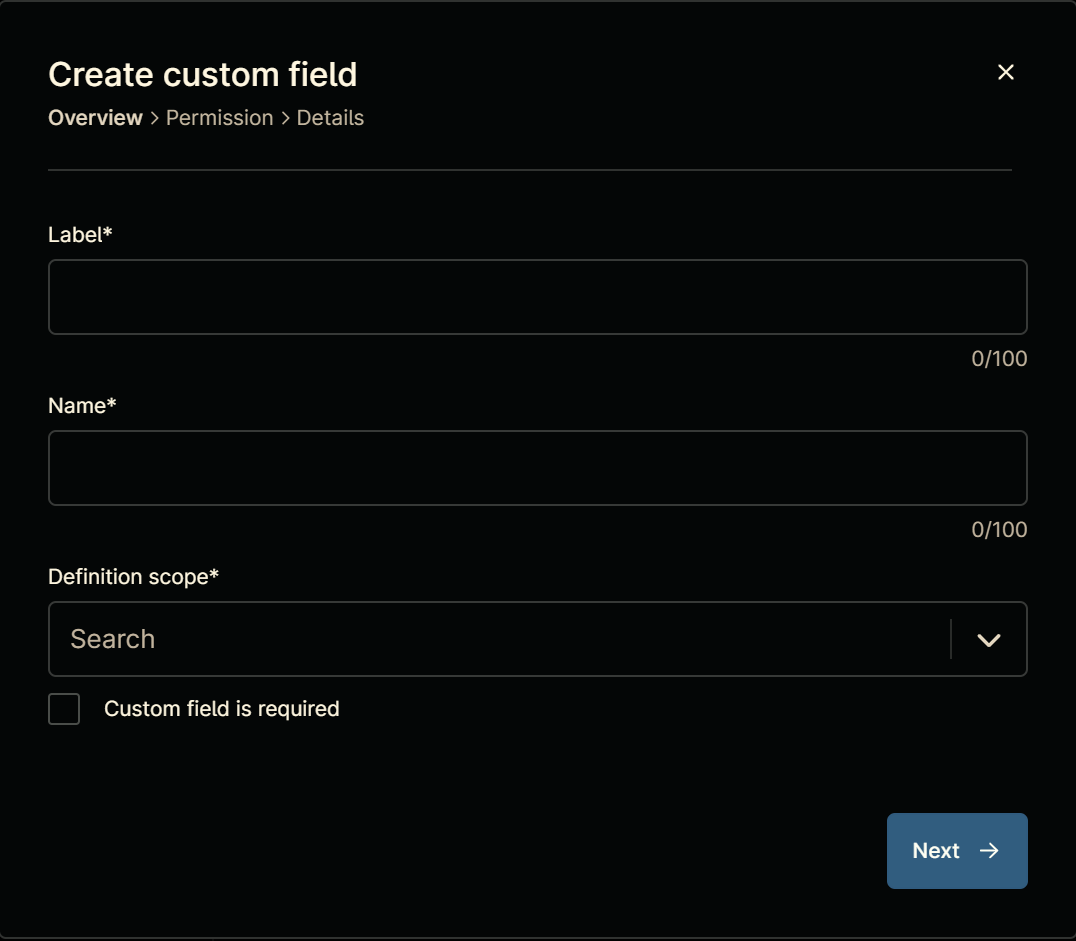 Create custom field
Overview > Permission > Details
Label*
0/100
Name*
0/100
Definition scope*
Search
Custom field is required
Next →